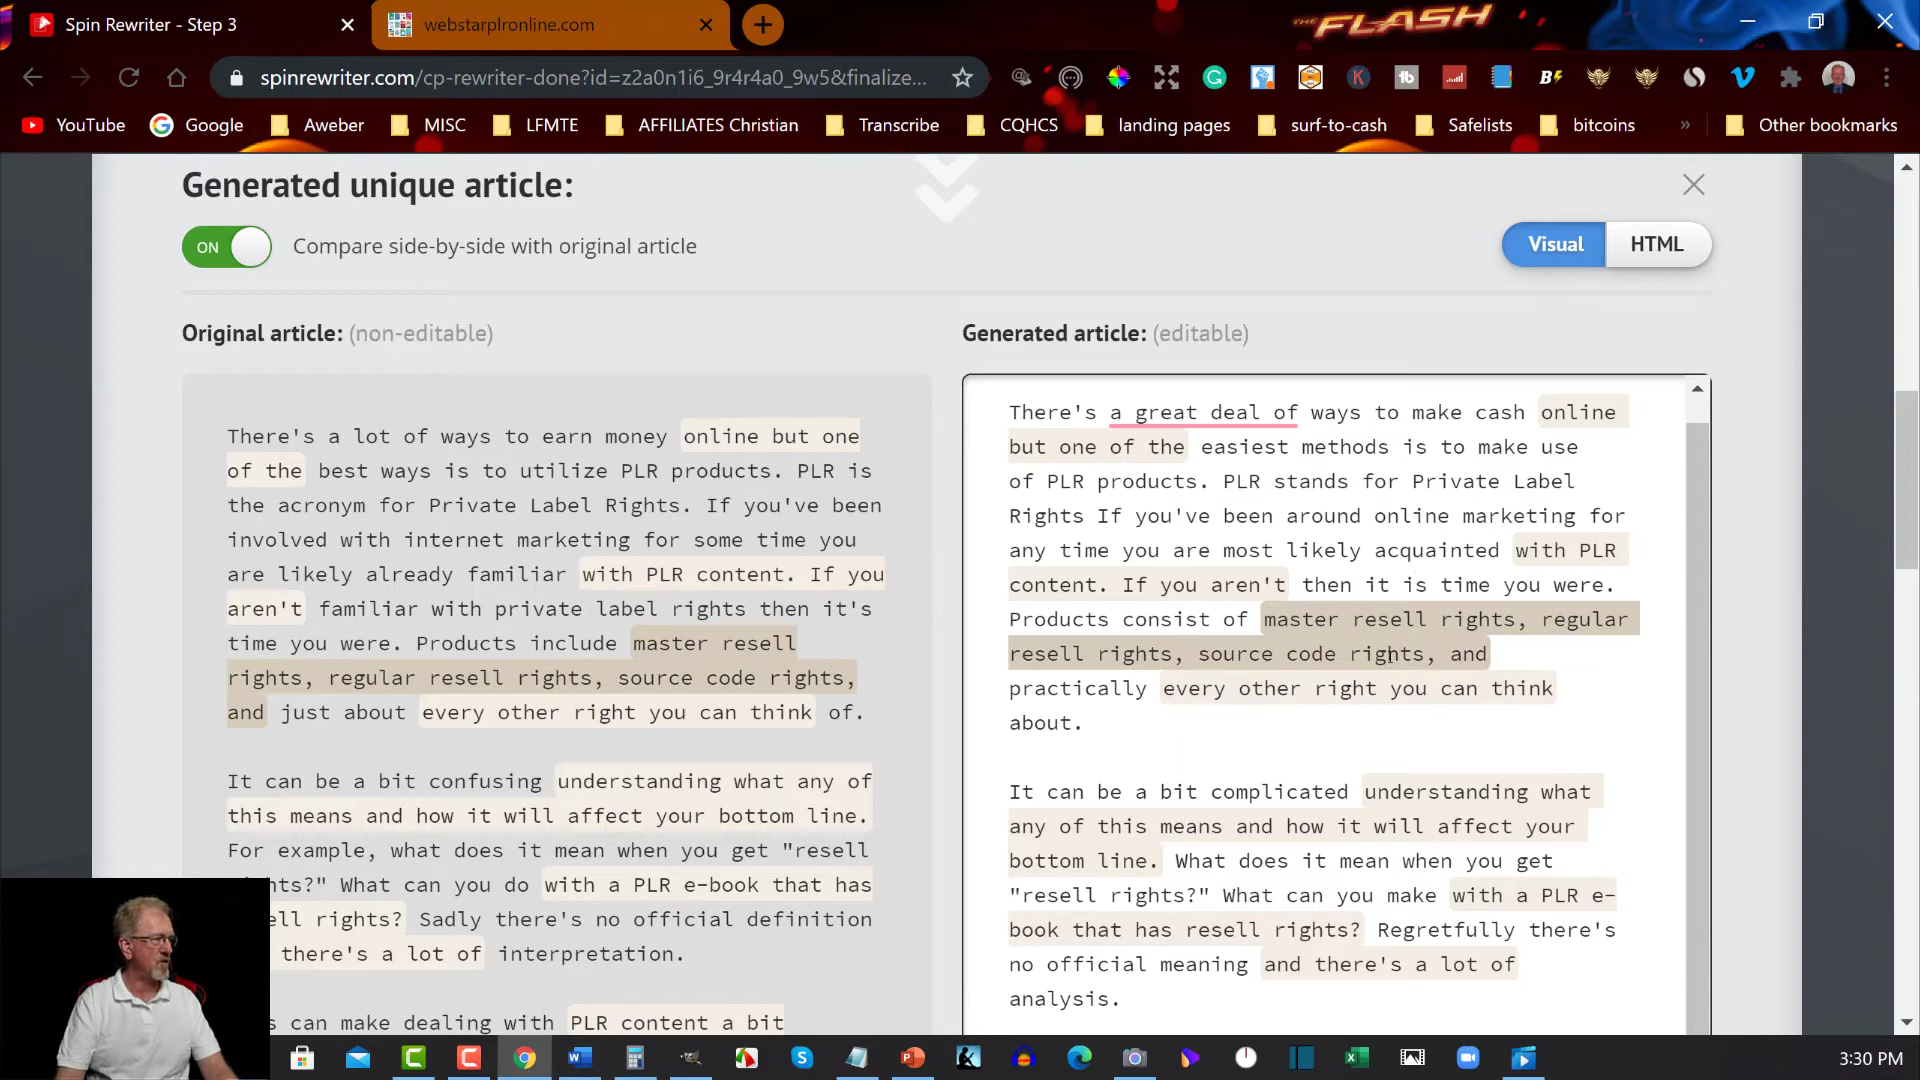 Spin Rewriter - Step 3
webstarplronline.com
THE FLASH
spinrewriter.com/cp-rewriter-done?id=z2a0n1i6_9r4r4a0_9w5&finalize...
YouTube
Google
Aweber
MISC
LFMTE
AFFILIATES Christian
Transcribe
CQHCS
landing pages
surf-to-cash
Safelists
bitcoins
»
Other bookmarks
Generated unique article:
ON
Compare side-by-side with original article
Visual
HTML
Original article: (non-editable)
There's a lot of ways to earn money online but one
of the best ways is to utilize PLR products. PLR is
the acronym for Private Label Rights. If you've been
involved with internet marketing for some time you
are likely already familiar with PLR content. If you
aren't familiar with private label rights then it's
time you were. Products include master resell
rights, regular resell rights, source code rights,
and just about every other right you can think of.
It can be a bit confusing understanding what any of
this means and how it will affect your bottom line.
For example, what does it mean when you get "resell
hts?" What can you do with a PLR e-book that has
ell rights? Sadly there's no official definition
there's a lot of interpretation.
s can make dealing with PLR content a bit
Generated article: (editable)
There's a great deal of ways to make cash online
but one of the easiest methods is to make use
of PLR products. PLR stands for Private Label
Rights If you've been around online marketing for
any time you are most likely acquainted with PLR
content. If you aren't then it is time you were.
Products consist of master resell rights, regular
resell rights, source code rights, and
practically every other right you can think
about.
It can be a bit complicated understanding what
any of this means and how it will affect your
bottom line. What does it mean when you get
"resell rights?" What can you make with a PLR e-
book that has resell rights? Regretfully there's
no official meaning and there's a lot of
analysis.
3:30 PM